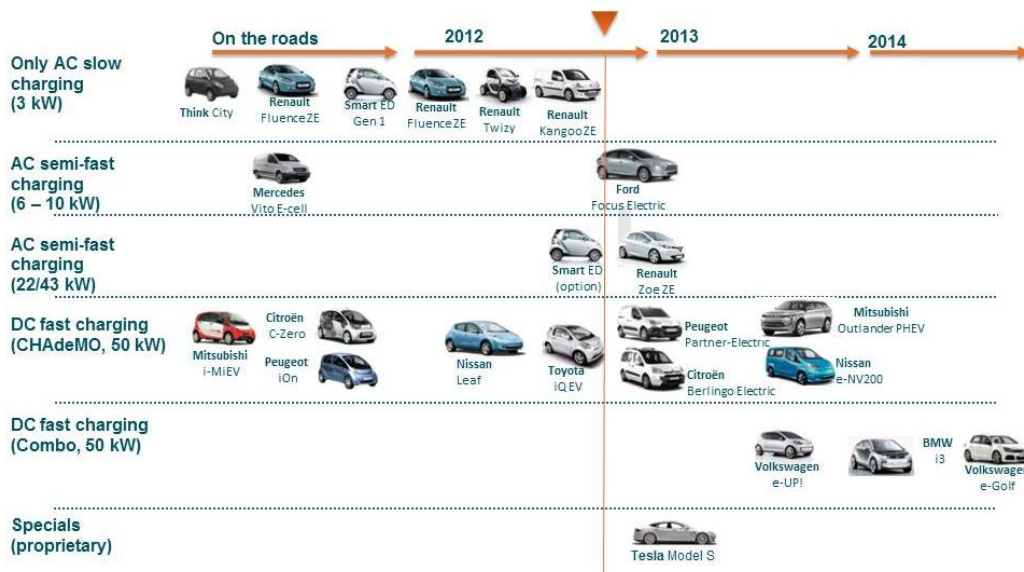 On the roads
2012
2013
2014
Only AC slow
charging
(3 kW)
Think City
Renault
FluenceZE
Smart ED
Gen 1
Renault
FluenceZE
Renault
Twizy
Renault
KangooZE
AC semi-fast
charging
(6 – 10 kW)
Mercedes
Vito E-cell
Ford
Focus Electric
AC semi-fast
charging
(22/43 kW)
Smart ED
(option)
Renault
Zoe ZE
DC fast charging
(CHAdeMO, 50 kW)
Mitsubishi
i-MiEV
Citroën
C-Zero
Peugeot
iOn
Nissan
Leaf
Toyota
iQ EV
Peugeot
Partner-Electric
Citroën
Berlingo Electric
Mitsubishi
Outlander PHEV
Nissan
e-NV200
DC fast charging
(Combo, 50 kW)
Volkswagen
e-UP!
BMW
i3
Volkswagen
e-Golf
Specials
(proprietary)
Tesla Model S